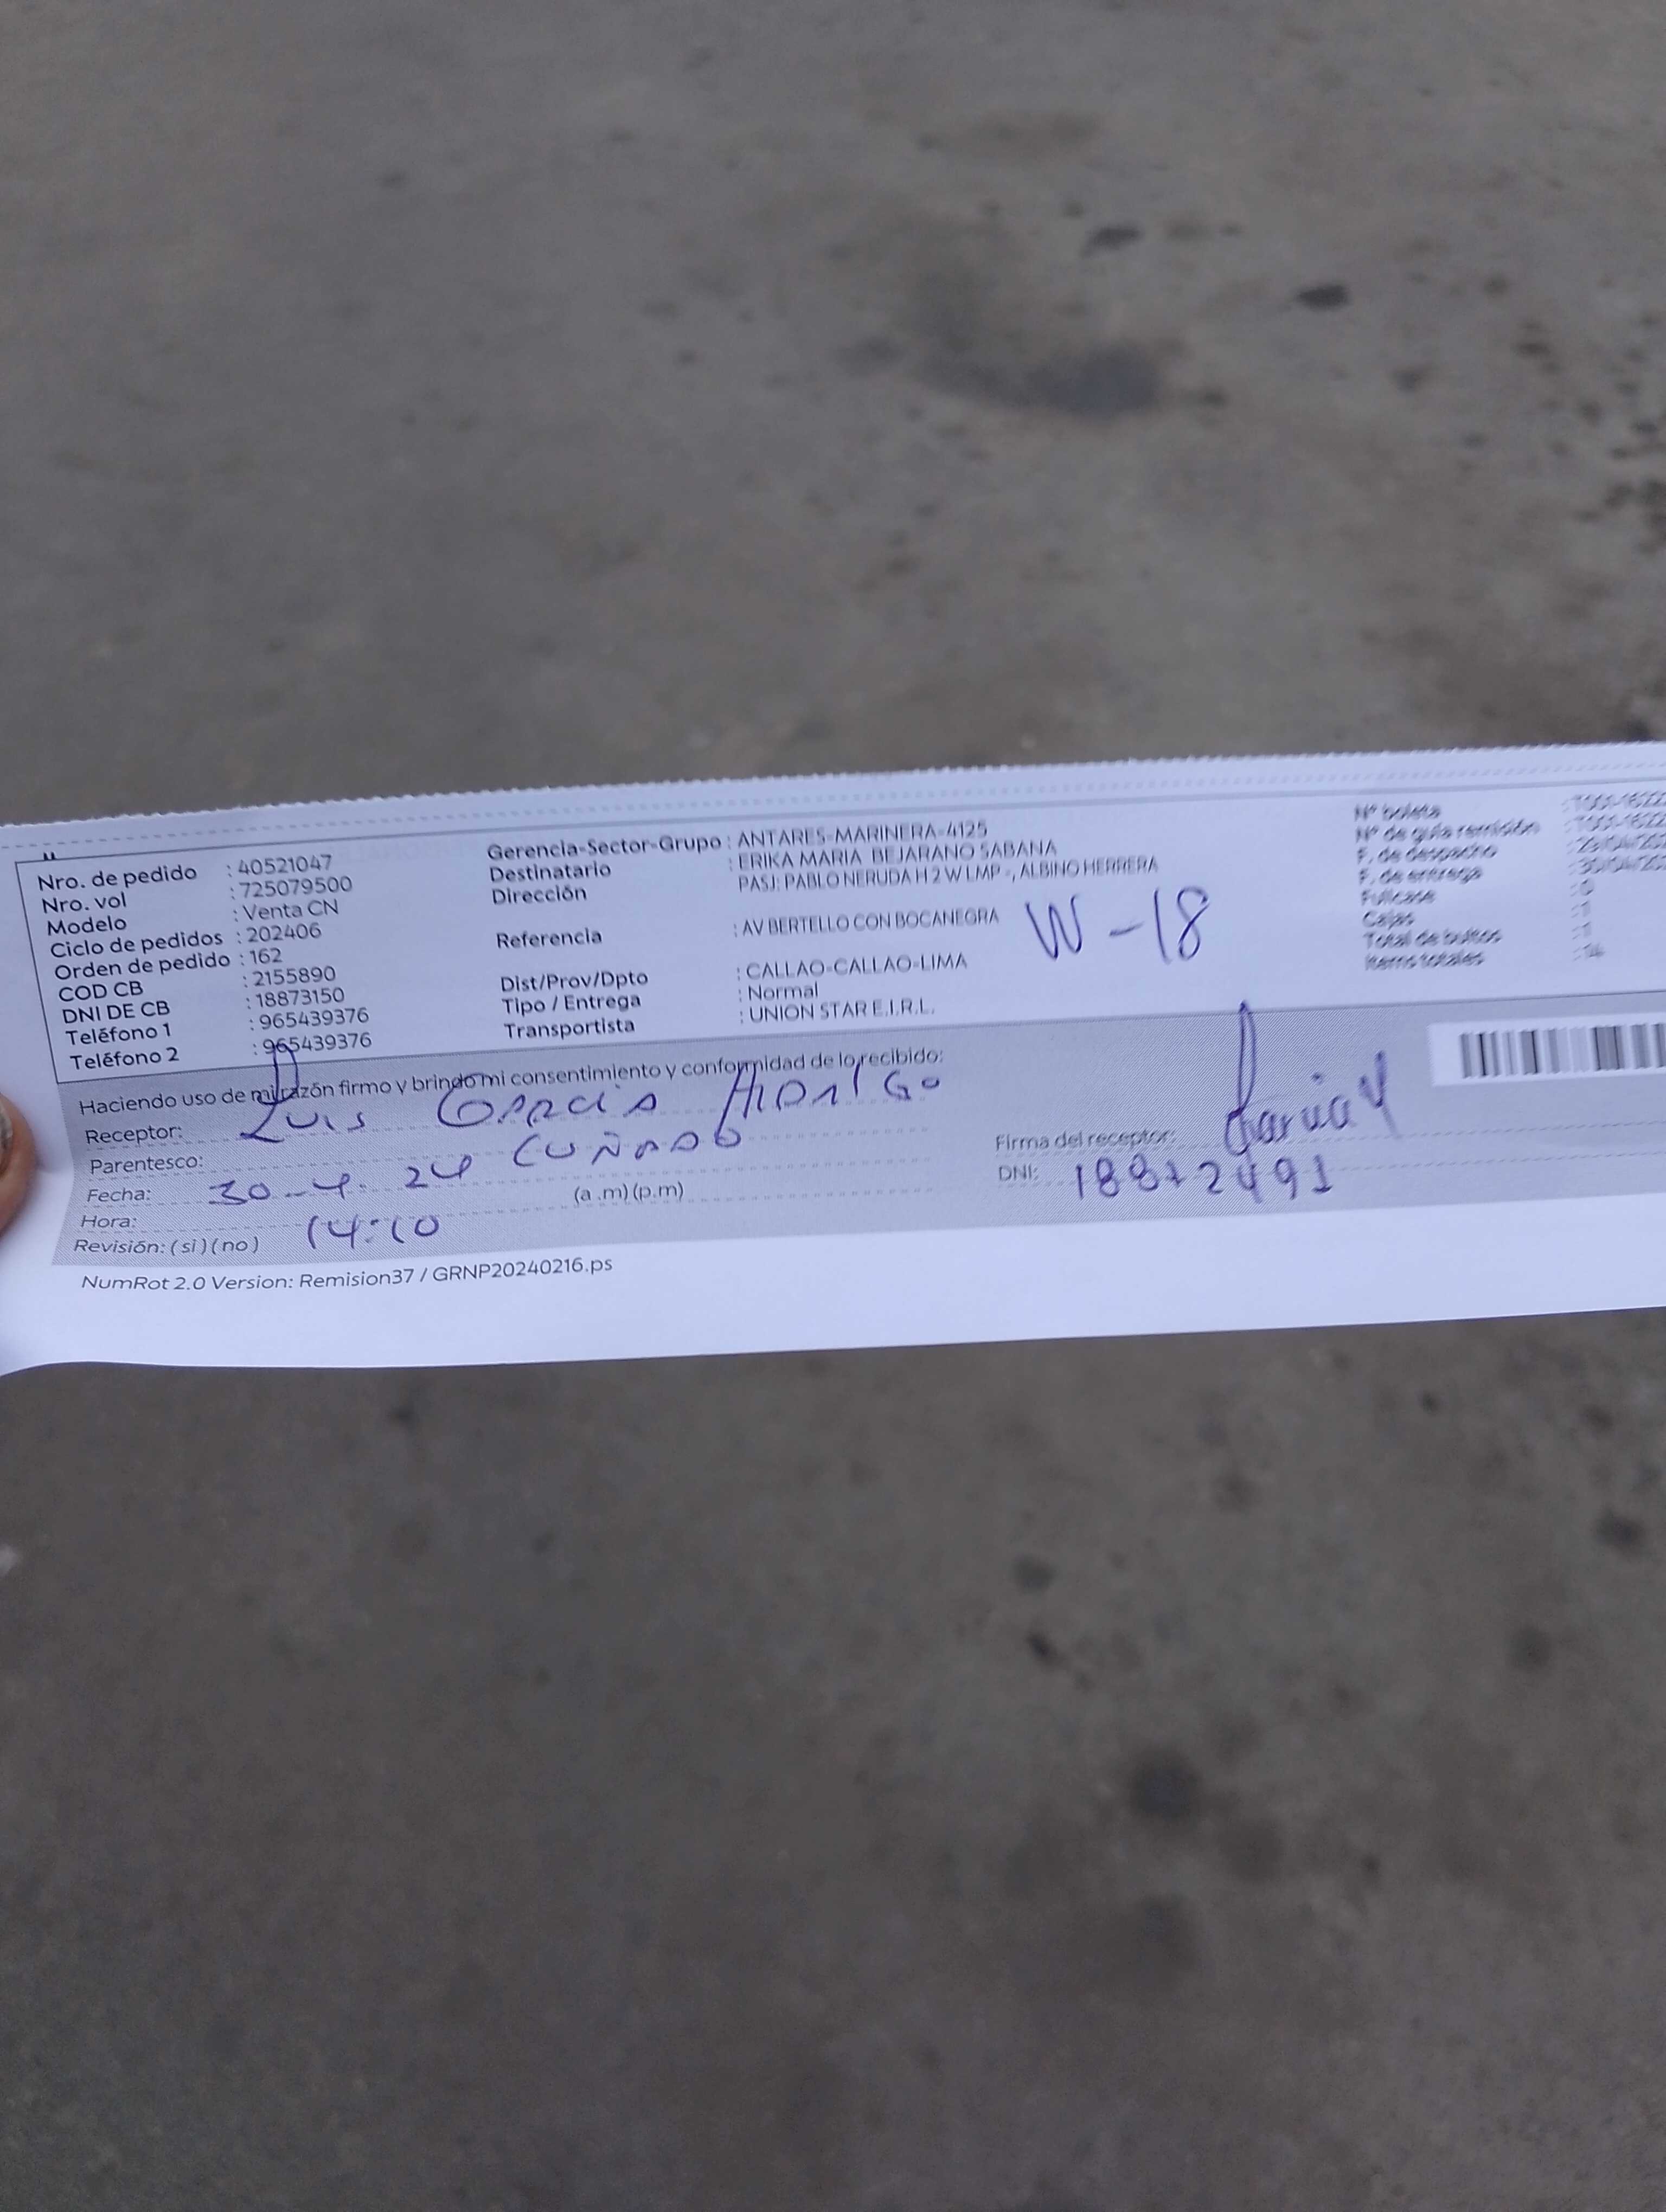 Nro. de pedido : 40521047
Nro. vol : 725079500
Modelo : Venta CN
Ciclo de pedidos : 202406
Orden de pedido : 162
COD CB : 2155890
DNI DE CB : 18873150
Teléfono 1 : 965439376
Teléfono 2 : 965439376
Gerencia-Sector-Grupo : ANTARES-MARINERA-4125
Destinatario : ERIKA MARIA BEJARANO SABANA
Dirección PASJ: PABLO NERUDA H 2 W LMP -, ALBINO HERRERA
Referencia : AV BERTELLO CON BOCANEGRA
W-18
Dist/Prov/Dpto : CALLAO-CALLAO-LIMA
Tipo / Entrega : Normal
Transportista : UNION STAR E.I.R.L.
Nº boleta
Nº de guía remisión
F. de despacho
F. de entrega
Fullcase : 0
Cajas : 1
Total de bultos : 1
Items totales
Haciendo uso de mi razón firmo y brindo mi consentimiento y conformidad de lo recibido:
Receptor: Luis Garcia Hidalgo
Parentesco: CUÑADO
Fecha: 30-4-24
Hora: 14:10 (a .m) (p.m)
Revisión: ( si ) ( no )
Firma del receptor:
DNI: 18872491
NumRot 2.0 Version: Remision37 / GRNP20240216.ps